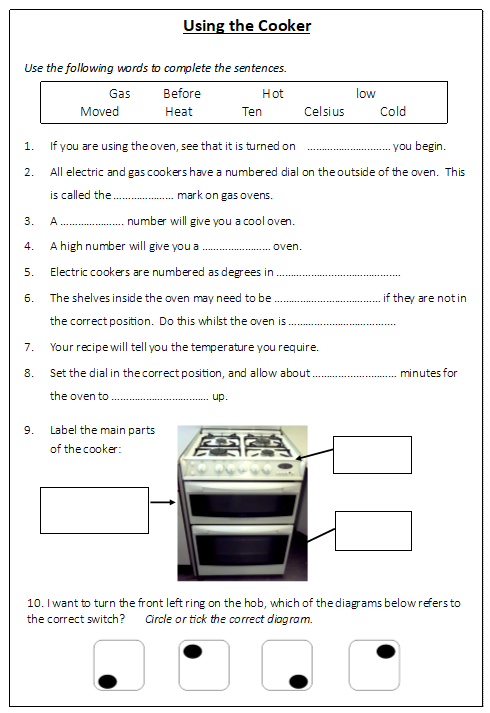 Using the Cooker
Use the following words to complete the sentences.
Gas Before Hot low
Moved Heat Ten Celsius Cold
1. If you are using the oven, see that it is turned on ............................. you begin.
2. All electric and gas cookers have a numbered dial on the outside of the oven. This
is called the ..................... mark on gas ovens.
3. A ...................... number will give you a cool oven.
4. A high number will give you a ........................ oven.
5. Electric cookers are numbered as degrees in ...........................................
6. The shelves inside the oven may need to be ..................................... if they are not in
the correct position. Do this whilst the oven is .....................................
7. Your recipe will tell you the temperature you require.
8. Set the dial in the correct position, and allow about ............................. minutes for
the oven to .................................. up.
9. Label the main parts
of the cooker:
10. I want to turn the front left ring on the hob, which of the diagrams below refers to
the correct switch? Circle or tick the correct diagram.